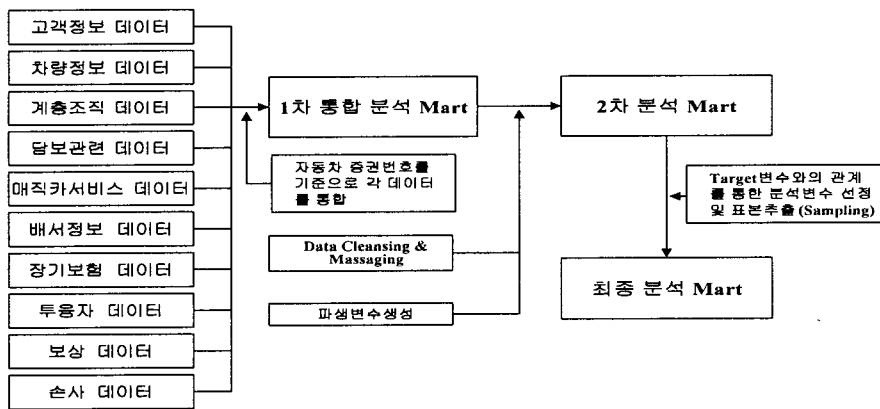 고객정보 데이터
차량정보 데이터
계층조직 데이터
담보관련 데이터
매직카서비스 데이터
배서정보 데이터
장기보험 데이터
투융자 데이터
보상 데이터
손사 데이터
1차 통합 분석 Mart
자동차 증권번호를
기준으로 각 데이터
를 통합
Data Cleansing &
Massaging
파생변수생성
2차 분석 Mart
Target변수와의 관계
를 통한 분석변수 선정
및 표본추출(Sampling)
최종 분석 Mart